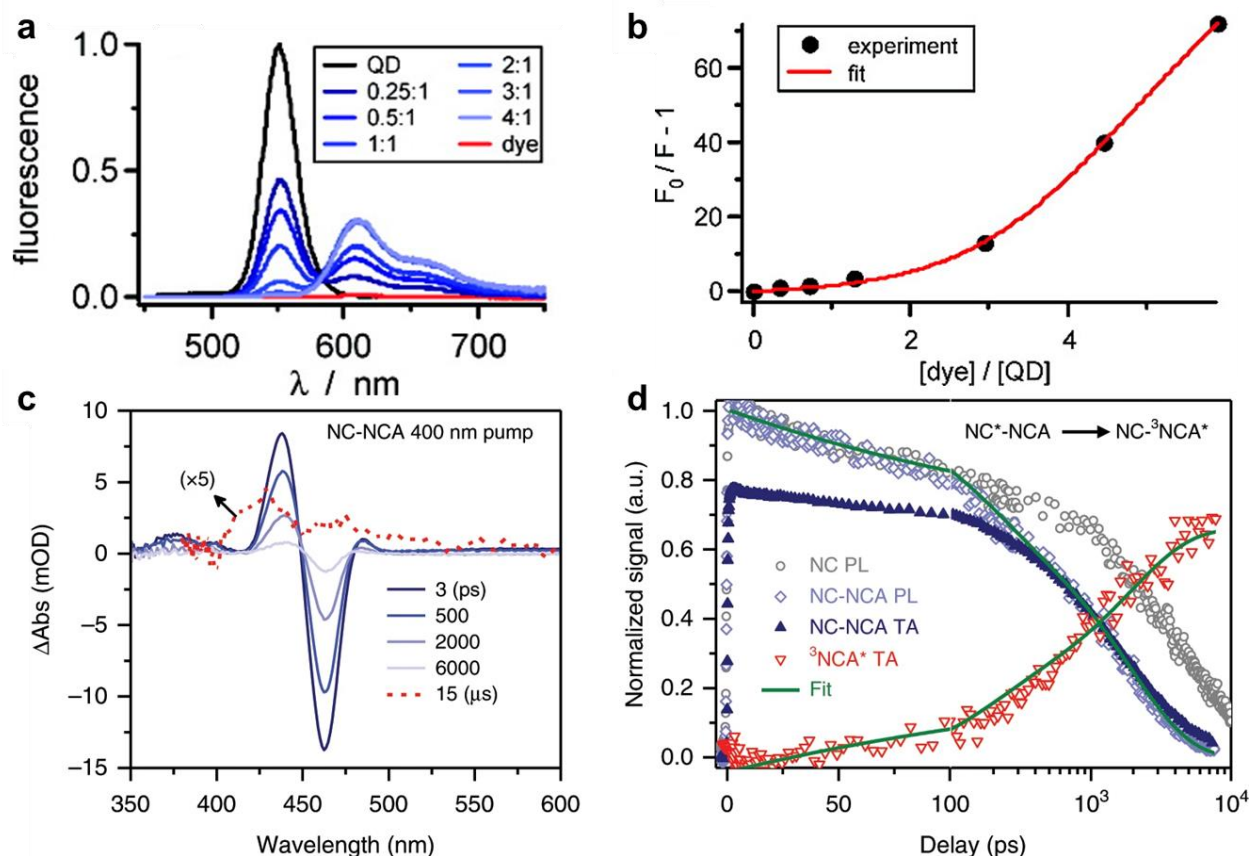 a
fluorescence
1.0
0.5
0.0
QD
0.25:1
0.5:1
1:1
2:1
3:1
4:1
dye
500 600 700
λ / nm
b
F0 / F - 1
60
40
20
0
experiment
fit
0 2 4
[dye] / [QD]
c
ΔAbs (mOD)
10
5
0
−5
−10
−15
NC-NCA 400 nm pump
(×5)
3 (ps)
500
2000
6000
15 (μs)
350 400 450 500 550 600
Wavelength (nm)
d
Normalized signal (a.u.)
1.0
0.8
0.6
0.4
0.2
0.0
NC*-NCA → NC-³NCA*
NC PL
NC-NCA PL
NC-NCA TA
³NCA* TA
Fit
0 50 100 10³ 10⁴
Delay (ps)